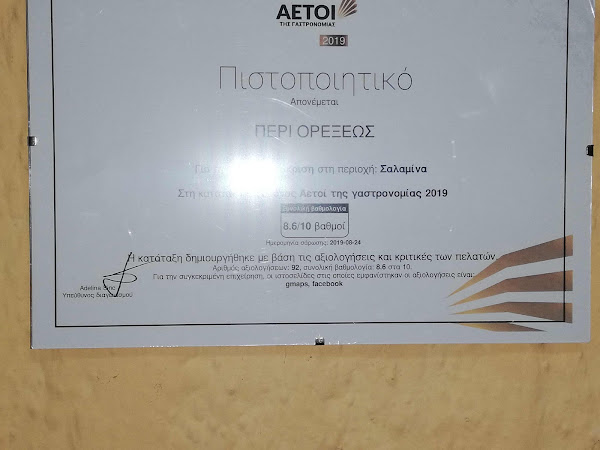 ΑΕΤΟΙ
ΤΗΣ ΓΑΣΤΡΟΝΟΜΙΑΣ
2019
Πιστοποιητικό
Απονέμεται
ΠΕΡΙ ΟΡΕΞΕΩΣ
στη περιοχή: Σαλαμίνα
Στη Αετοί της γαστρονομίας 2019
Συνολική βαθμολογία
8.6/10 βαθμοί
Ημερομηνία σάρωσης: 2019-08-24
Η κατάταξη δημιουργήθηκε με βάση τις αξιολογήσεις και κριτικές των πελατών.
Αριθμός αξιολογήσεων: 92, συνολική βαθμολογία: 8.6 στα 10.
Για την συγκεκριμένη επιχείρηση, οι ιστοσελίδες στις οποίες εμφανίστηκαν οι αξιολογήσεις είναι:
gmaps, facebook
Adelina
Υπεύθυνος διαγωνισμού